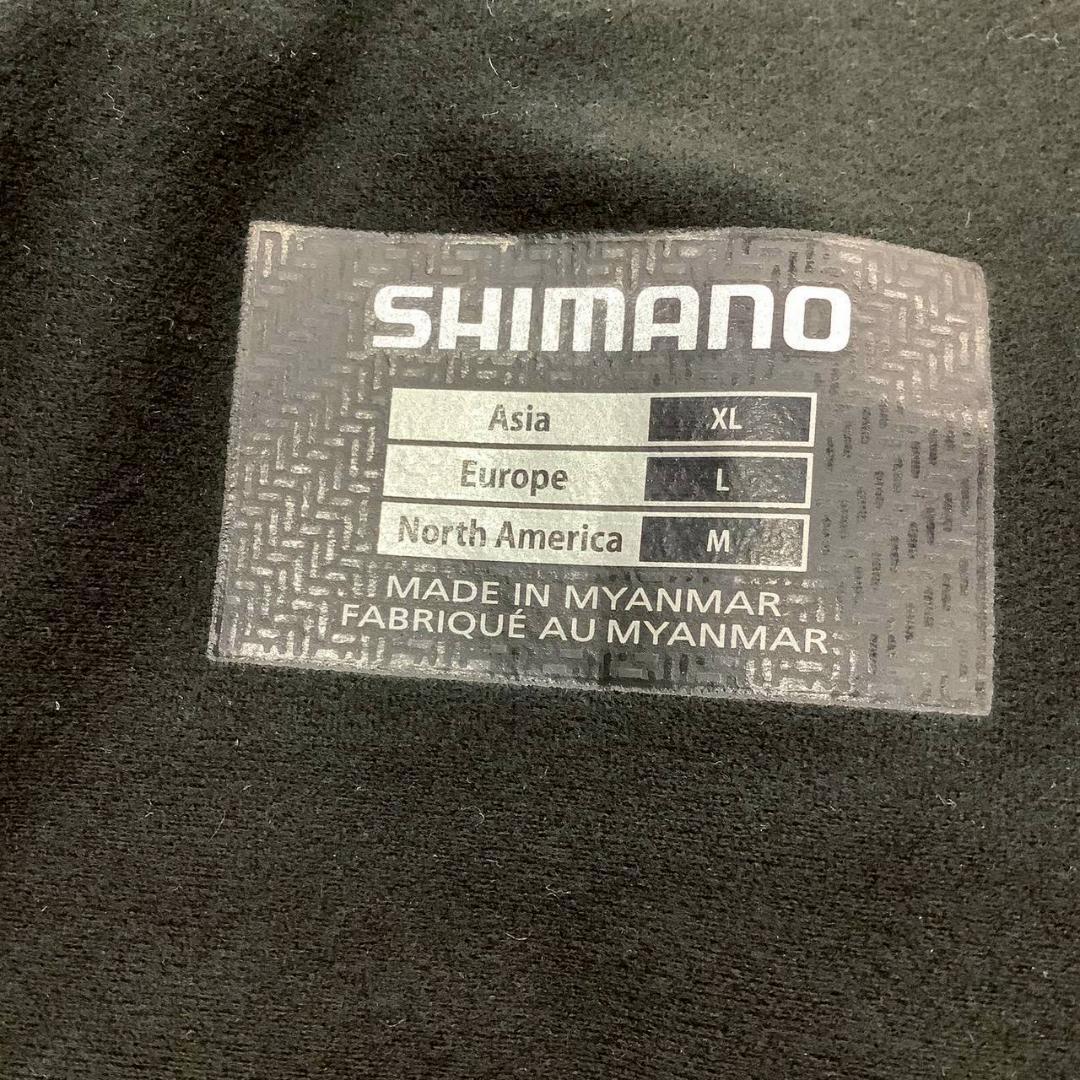 SHIMANO
Asia XL
Europe L
North America M
MADE IN MYANMAR
FABRIQUÉ AU MYANMAR